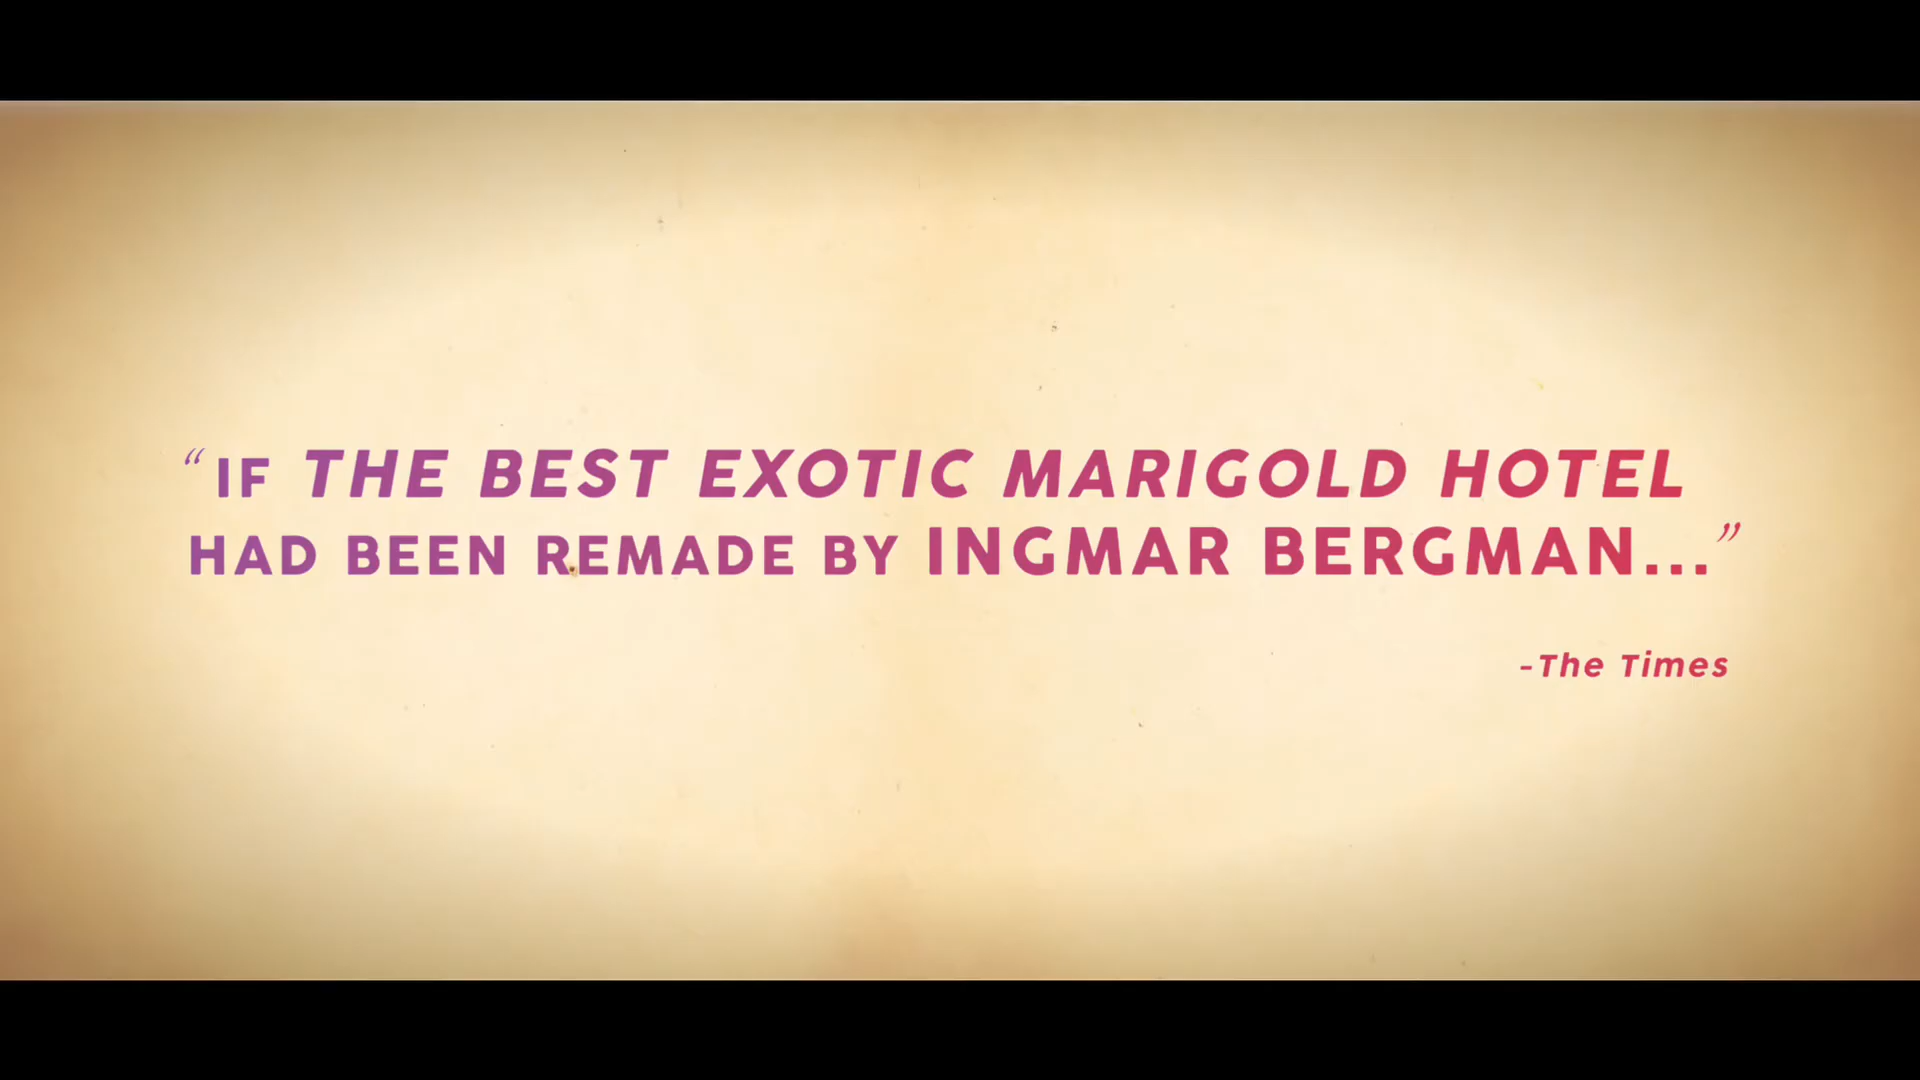 “IF THE BEST EXOTIC MARIGOLD HOTEL
HAD BEEN REMADE BY INGMAR BERGMAN...”
-The Times